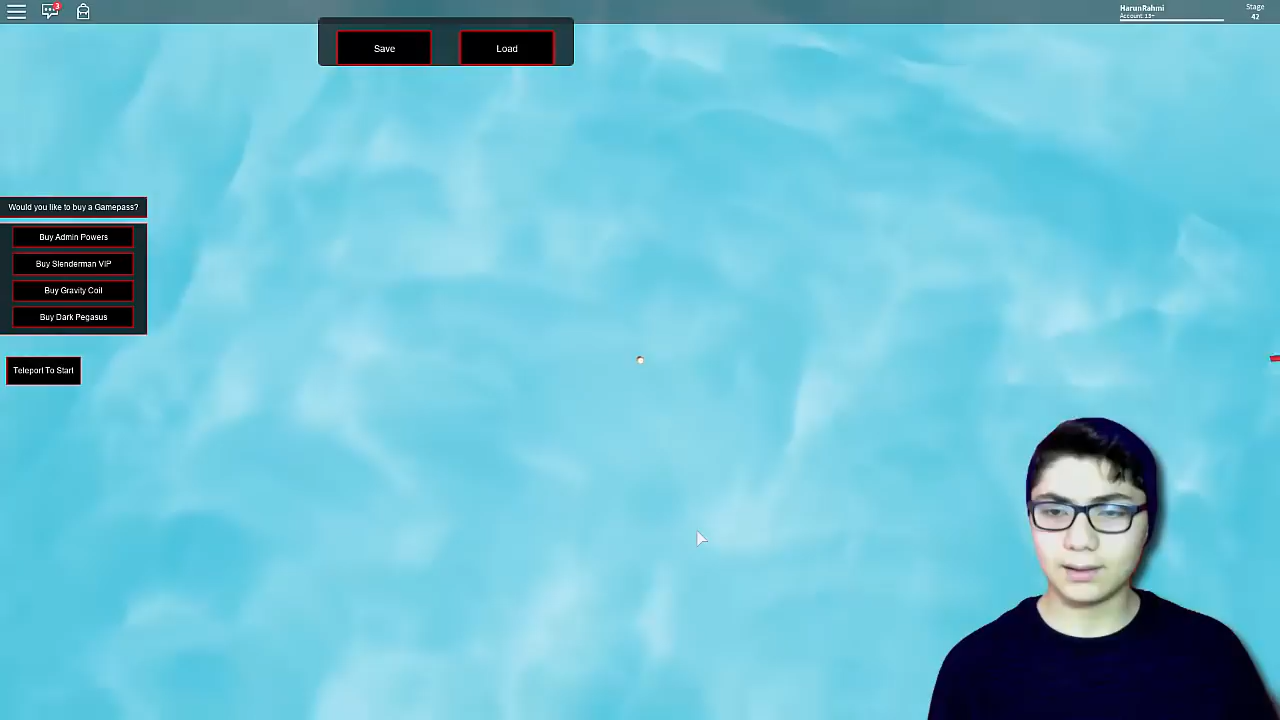 3
HarunRahmi
Account: 13+
Stage
42
Save
Load
Would you like to buy a Gamepass?
Buy Admin Powers
Buy Slenderman VIP
Buy Gravity Coil
Buy Dark Pegasus
Teleport To Start